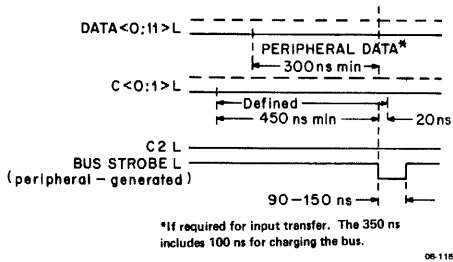 DATA<0:11>L
PERIPHERAL DATA*
300ns min
C<0:1>L
Defined
450 ns min
20ns
C2 L
BUS STROBE L
(peripheral-generated)
90-150 ns
*If required for input transfer. The 350 ns
includes 100 ns for charging the bus.
08-116